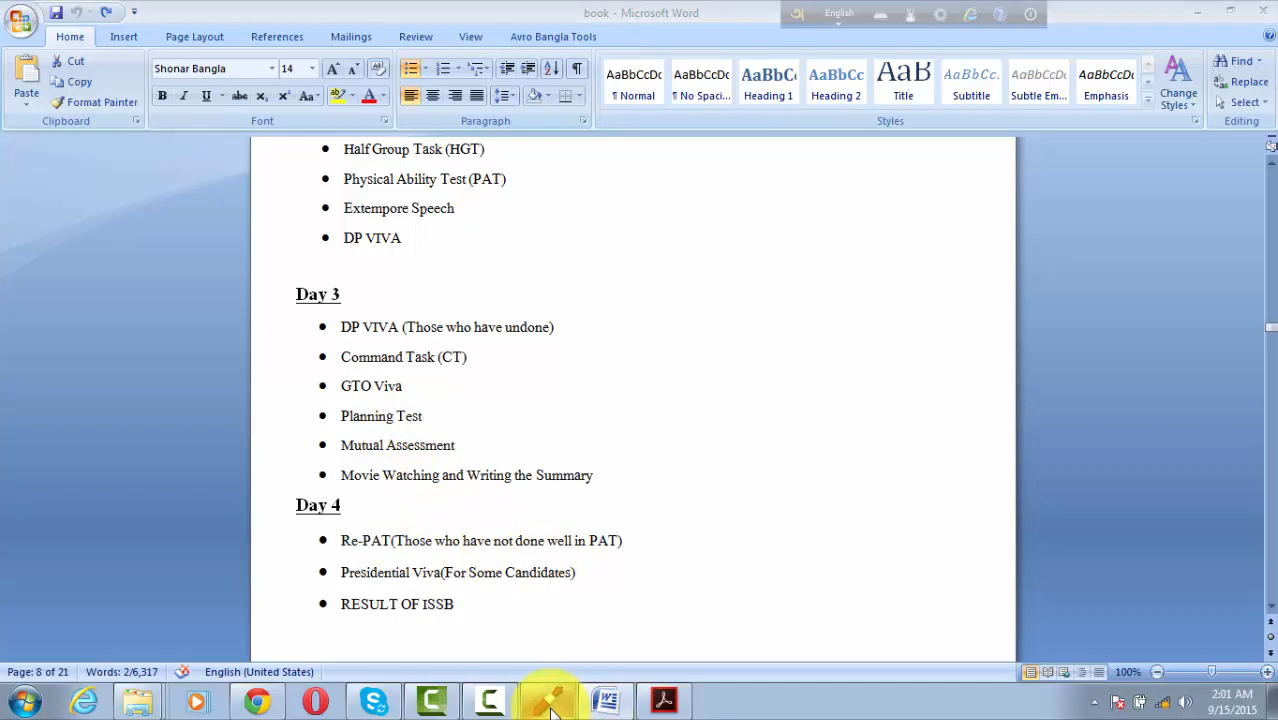 book - Microsoft Word
English
Home Insert Page Layout References Mailings Review View Avro Bangla Tools
Paste
Cut
Copy
Format Painter
Clipboard
Shonar Bangla 14
B I U abc x₂ x² Aa
Font
Paragraph
AaBbCcDc AaBbCcDc AaBbCc AaBbCc AaB AaBbCc. AaBbCcDc AaBbCcDc
¶ Normal ¶ No Spaci... Heading 1 Heading 2 Title Subtitle Subtle Em... Emphasis
Change Styles
Styles
Find
Replace
Select
Editing
• Half Group Task (HGT)
• Physical Ability Test (PAT)
• Extempore Speech
• DP VIVA
Day 3
• DP VIVA (Those who have undone)
• Command Task (CT)
• GTO Viva
• Planning Test
• Mutual Assessment
• Movie Watching and Writing the Summary
Day 4
• Re-PAT(Those who have not done well in PAT)
• Presidential Viva(For Some Candidates)
• RESULT OF ISSB
Page: 8 of 21 Words: 2/6,317 English (United States) 100%
2:01 AM
9/15/2015